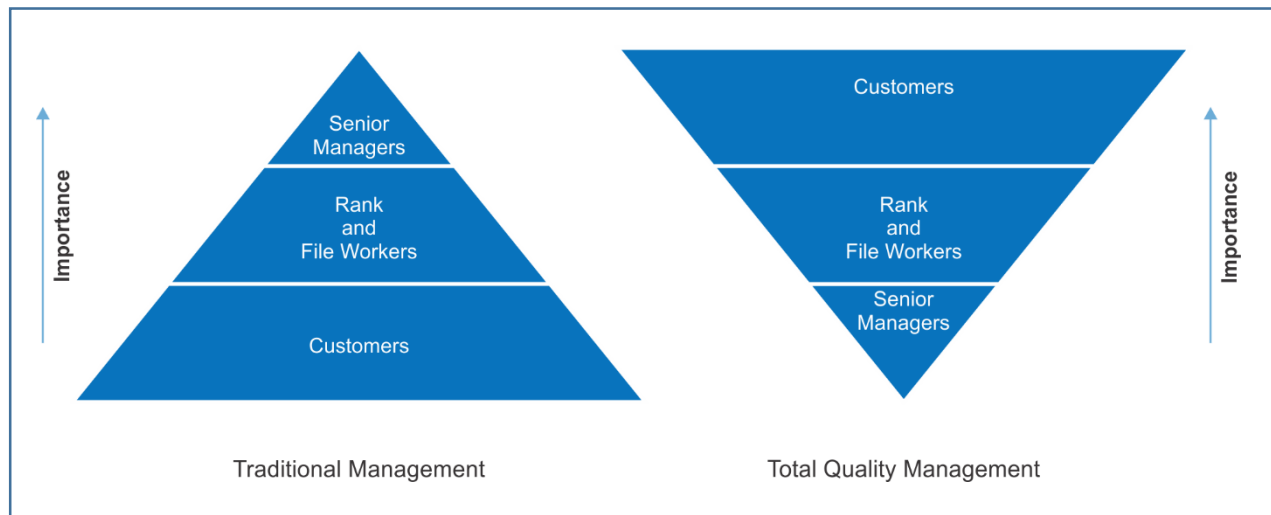 Importance
Senior
Managers
Rank
and
File Workers
Customers
Traditional Management
Customers
Rank
and
File Workers
Senior
Managers
Importance
Total Quality Management